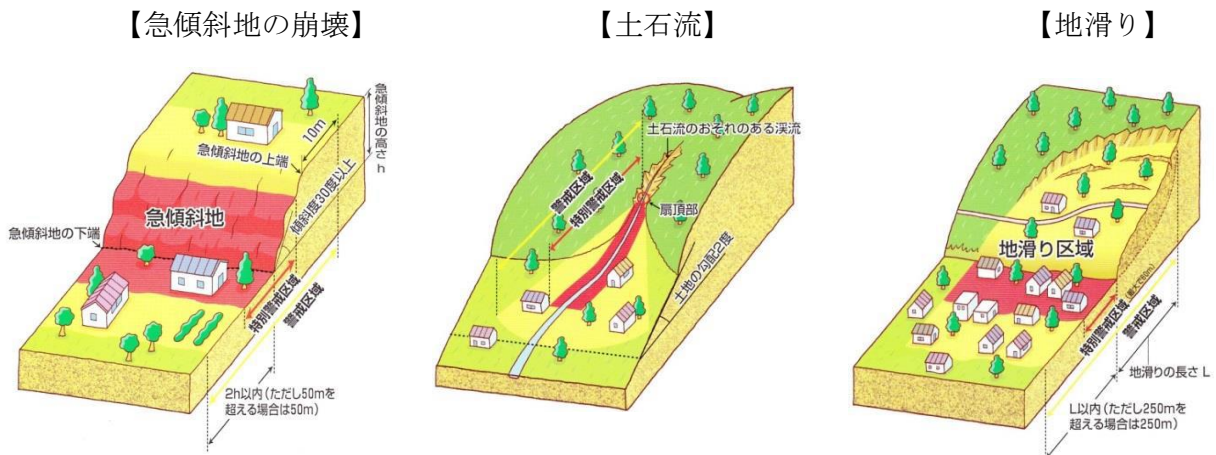 【急傾斜地の崩壊】
急傾斜地の高さh
10m
急傾斜地の上端
傾斜度30度以上
急傾斜地
急傾斜地の下端
特別警戒区域
警戒区域
2h以内(ただし50mを
超える場合は50m)
【土石流】
土石流のおそれのある渓流
警戒区域
特別警戒区域
扇頂部
土地の勾配2度
【地滑り】
地滑り区域
(最大で60m)
特別警戒区域
警戒区域
地滑りの長さ L
L以内(ただし250mを
超える場合は250m)